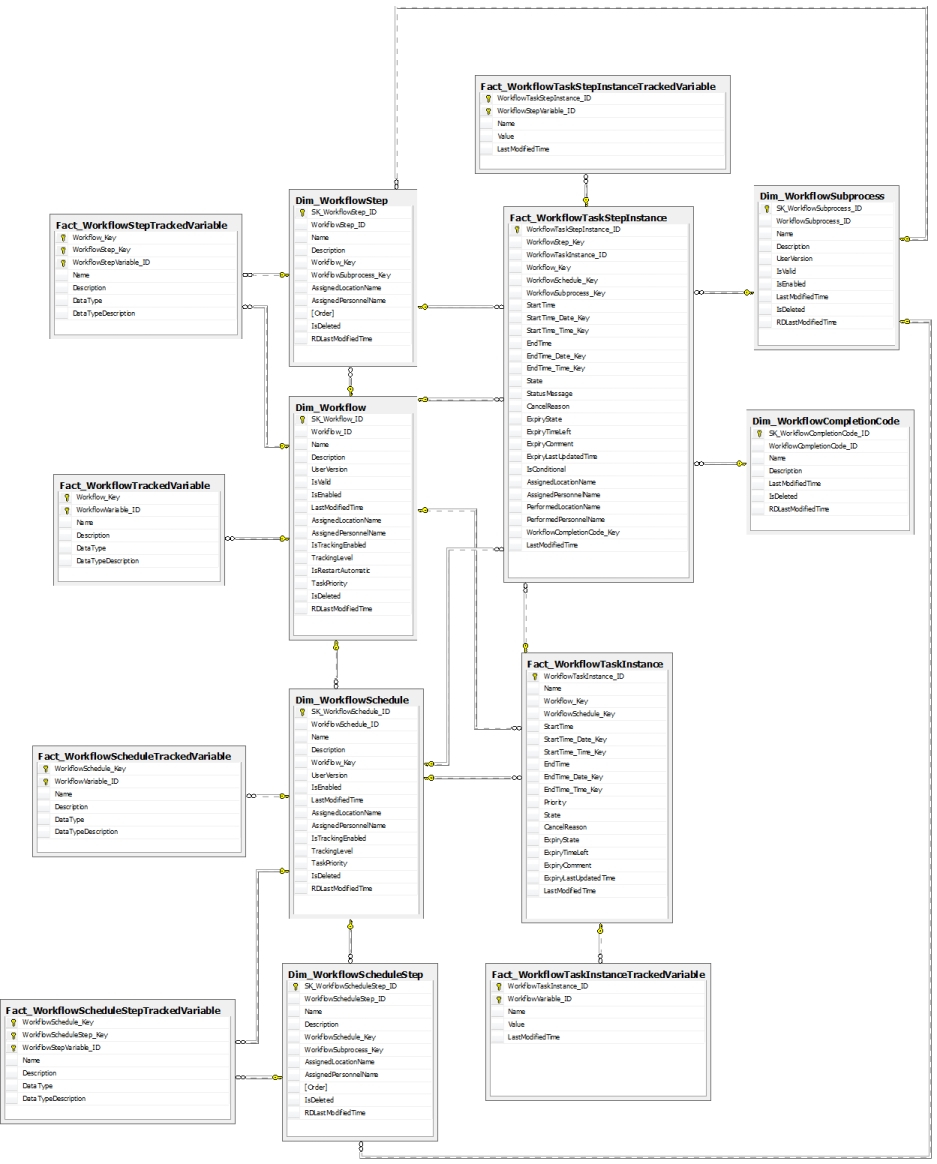 Fact_WorkflowTaskStepInstanceTrackedVariable
WorkflowTaskStepInstance_ID
WorkflowStepVariable_ID
Name
Value
LastModifiedTime
Dim_WorkflowStep
SK_WorkflowStep_ID
WorkflowStep_ID
Name
Description
Workflow_Key
WorkflowSubprocess_Key
AssignedLocationName
AssignedPersonnelName
[Order]
IsDeleted
RDLastModifiedTime
Dim_WorkflowSubprocess
SK_WorkflowSubprocess_ID
WorkflowSubprocess_ID
Name
Description
UserVersion
IsValid
IsEnabled
LastModifiedTime
IsDeleted
RDLastModifiedTime
Fact_WorkflowStepTrackedVariable
Workflow_Key
WorkflowStep_Key
WorkflowStepVariable_ID
Name
Description
DataType
DataTypeDescription
Fact_WorkflowTaskStepInstance
WorkflowTaskStepInstance_ID
WorkflowStep_Key
WorkflowTaskInstance_ID
Workflow_Key
WorkflowSchedule_Key
WorkflowSubprocess_Key
StartTime
StartTime_Date_Key
StartTime_Time_Key
EndTime
EndTime_Date_Key
EndTime_Time_Key
State
StatusMessage
CancelReason
ExpiryState
ExpiryTimeLeft
ExpiryComment
ExpiryLastUpdatedTime
IsConditional
AssignedLocationName
AssignedPersonnelName
PerformedLocationName
PerformedPersonnelName
WorkflowCompletionCode_Key
LastModifiedTime
Dim_Workflow
SK_Workflow_ID
Workflow_ID
Name
Description
UserVersion
IsValid
IsEnabled
LastModifiedTime
AssignedLocationName
AssignedPersonnelName
IsTrackingEnabled
TrackingLevel
IsRestartAutomatic
TaskPriority
IsDeleted
RDLastModifiedTime
Dim_WorkflowCompletionCode
SK_WorkflowCompletionCode_ID
WorkflowCompletionCode_ID
Name
Description
LastModifiedTime
IsDeleted
RDLastModifiedTime
Fact_WorkflowTrackedVariable
Workflow_Key
WorkflowVariable_ID
Name
Description
DataType
DataTypeDescription
Fact_WorkflowTaskInstance
WorkflowTaskInstance_ID
Name
Workflow_Key
WorkflowSchedule_Key
StartTime
StartTime_Date_Key
StartTime_Time_Key
EndTime
EndTime_Date_Key
EndTime_Time_Key
Priority
State
CancelReason
ExpiryState
ExpiryTimeLeft
ExpiryComment
ExpiryLastUpdatedTime
LastModifiedTime
Dim_WorkflowSchedule
SK_WorkflowSchedule_ID
WorkflowSchedule_ID
Name
Description
Workflow_Key
UserVersion
IsEnabled
LastModifiedTime
AssignedLocationName
AssignedPersonnelName
IsTrackingEnabled
TrackingLevel
TaskPriority
IsDeleted
RDLastModifiedTime
Fact_WorkflowScheduleTrackedVariable
WorkflowSchedule_Key
WorkflowVariable_ID
Name
Description
DataType
DataTypeDescription
Dim_WorkflowScheduleStep
SK_WorkflowScheduleStep_ID
WorkflowScheduleStep_ID
Name
Description
WorkflowSchedule_Key
WorkflowSubprocess_Key
AssignedLocationName
AssignedPersonnelName
[Order]
IsDeleted
RDLastModifiedTime
Fact_WorkflowTaskInstanceTrackedVariable
WorkflowTaskInstance_ID
WorkflowVariable_ID
Name
Value
LastModifiedTime
Fact_WorkflowScheduleStepTrackedVariable
WorkflowSchedule_Key
WorkflowScheduleStep_Key
WorkflowStepVariable_ID
Name
Description
DataType
DataTypeDescription